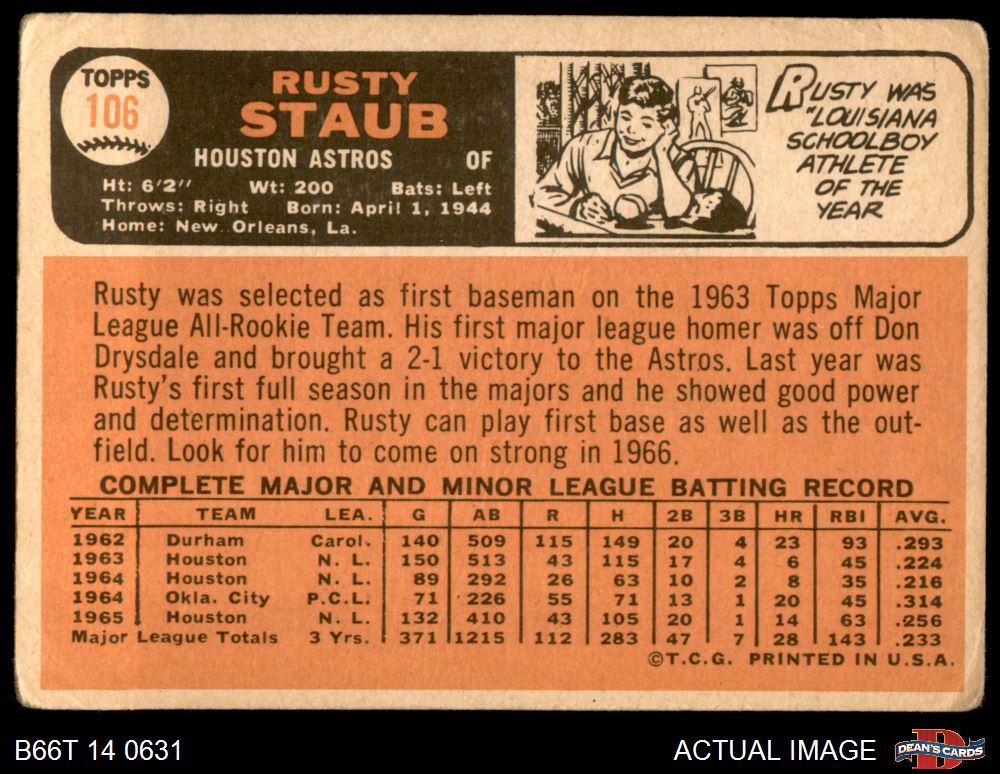 TOPPS
106
RUSTY
STAUB
HOUSTON ASTROS OF
Ht: 6'2" Wt: 200 Bats: Left
Throws: Right Born: April 1, 1944
Home: New Orleans, La.
RUSTY WAS
"LOUISIANA
SCHOOLBOY
ATHLETE
OF THE
YEAR
Rusty was selected as first baseman on the 1963 Topps Major
League All-Rookie Team. His first major league homer was off Don
Drysdale and brought a 2-1 victory to the Astros. Last year was
Rusty's first full season in the majors and he showed good power
and determination. Rusty can play first base as well as the out-
field. Look for him to come on strong in 1966.
COMPLETE MAJOR AND MINOR LEAGUE BATTING RECORD
YEAR TEAM LEA. G AB R H 2B 3B HR RBI AVG.
1962 Durham Carol. 140 509 115 149 20 4 23 93 .293
1963 Houston N. L. 150 513 43 115 17 4 6 45 .224
1964 Houston N. L. 89 292 26 63 10 2 8 35 .216
1964 Okla. City P.C.L. 71 226 55 71 13 1 20 45 .314
1965 Houston N. L. 132 410 43 105 20 1 14 63 .256
Major League Totals 3 Yrs. 371 1215 112 283 47 7 28 143 .233
©T.C.G. PRINTED IN U.S.A.
B66T 14 0631 ACTUAL IMAGE D DEAN'S CARDS